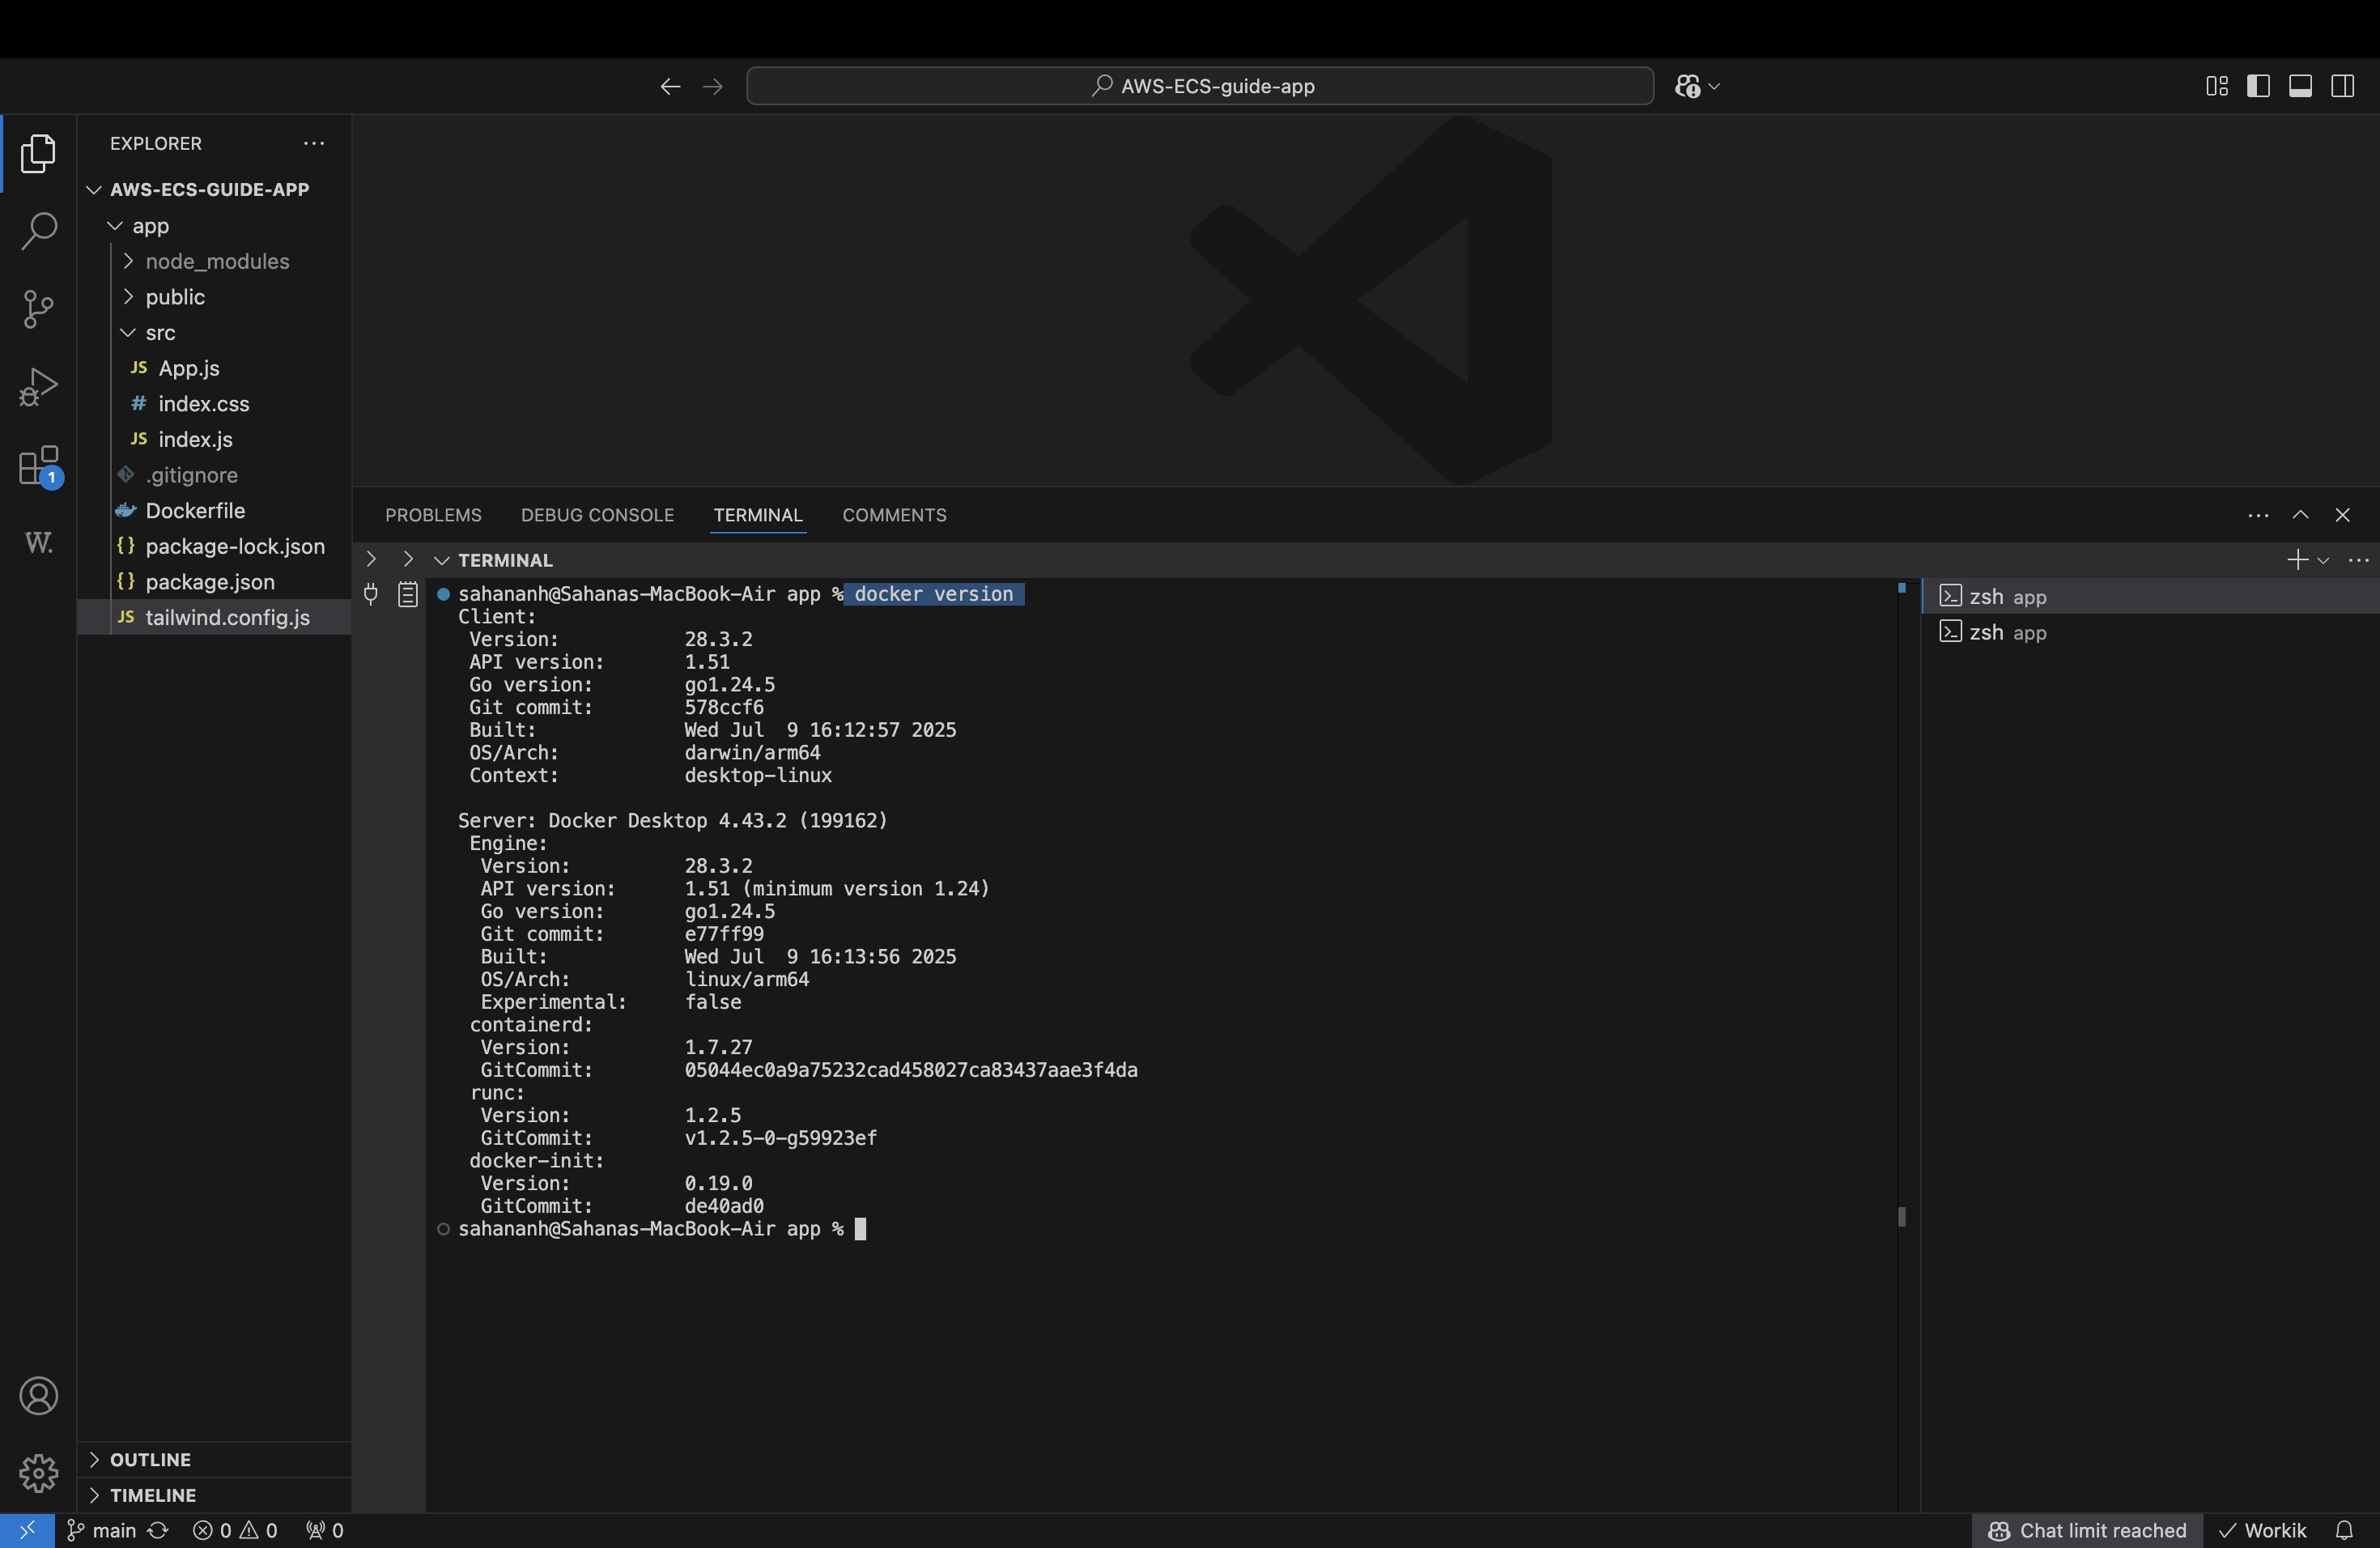 AWS-ECS-guide-app
EXPLORER
AWS-ECS-GUIDE-APP
app
node_modules
public
src
JS App.js
# index.css
JS index.js
.gitignore
Dockerfile
{} package-lock.json
{} package.json
JS tailwind.config.js
1
W.
OUTLINE
TIMELINE
PROBLEMS DEBUG CONSOLE TERMINAL COMMENTS
TERMINAL
sahananh@Sahanas-MacBook-Air app % docker version
Client:
Version: 28.3.2
API version: 1.51
Go version: go1.24.5
Git commit: 578ccf6
Built: Wed Jul  9 16:12:57 2025
OS/Arch: darwin/arm64
Context: desktop-linux
Server: Docker Desktop 4.43.2 (199162)
Engine:
Version: 28.3.2
API version: 1.51 (minimum version 1.24)
Go version: go1.24.5
Git commit: e77ff99
Built: Wed Jul  9 16:13:56 2025
OS/Arch: linux/arm64
Experimental: false
containerd:
Version: 1.7.27
GitCommit: 05044ec0a9a75232cad458027ca83437aae3f4da
runc:
Version: 1.2.5
GitCommit: v1.2.5-0-g59923ef
docker-init:
Version: 0.19.0
GitCommit: de40ad0
sahananh@Sahanas-MacBook-Air app %
zsh app
zsh app
main 0 0 0
Chat limit reached Workik